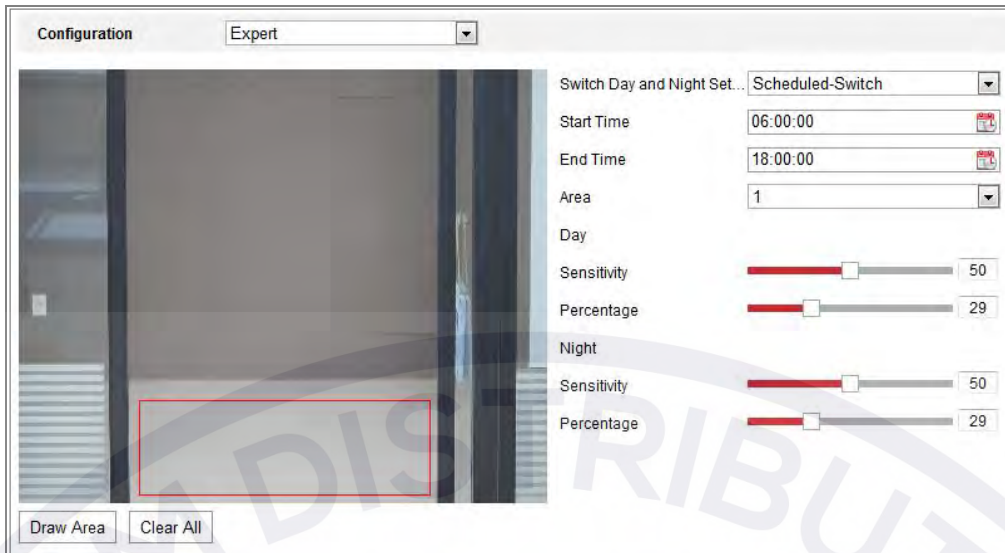 Configuration Expert
Switch Day and Night Set... Scheduled-Switch
Start Time 06:00:00
End Time 18:00:00
Area 1
Day
Sensitivity 50
Percentage 29
Night
Sensitivity 50
Percentage 29
Draw Area Clear All
M DISTRIBUT